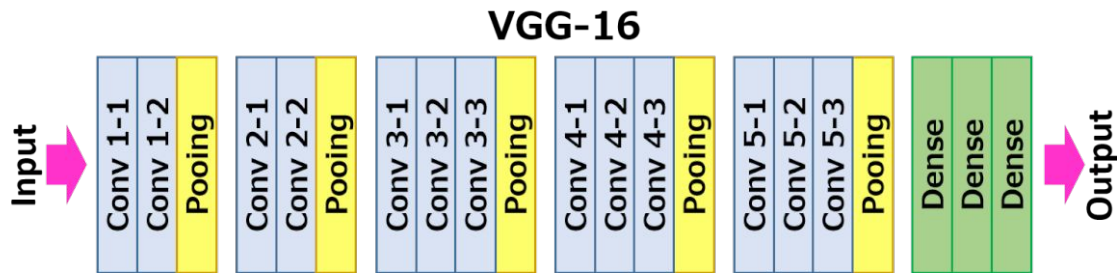 VGG-16
Input
Conv 1-1
Conv 1-2
Pooing
Conv 2-1
Conv 2-2
Pooing
Conv 3-1
Conv 3-2
Conv 3-3
Pooing
Conv 4-1
Conv 4-2
Conv 4-3
Pooing
Conv 5-1
Conv 5-2
Conv 5-3
Pooing
Dense
Dense
Dense
Output